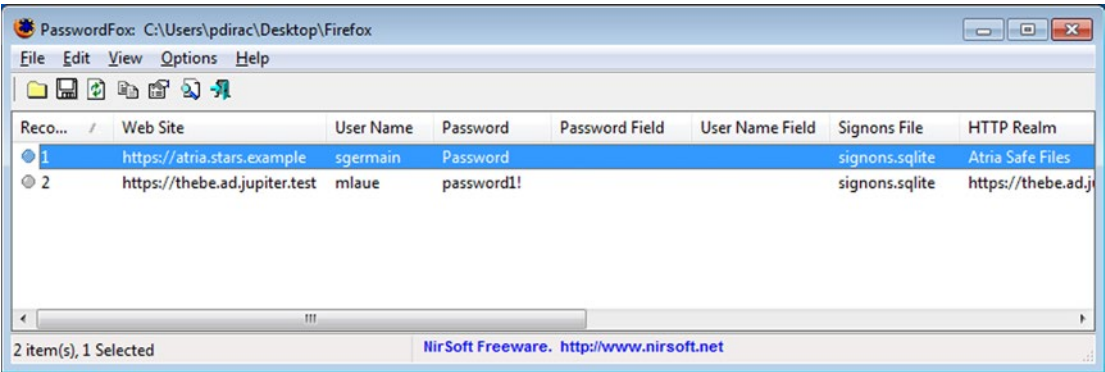 PasswordFox: C:\Users\pdirac\Desktop\Firefox
File Edit View Options Help
Reco... / Web Site User Name Password Password Field User Name Field Signons File HTTP Realm
1 https://atria.stars.example sgermain Password signons.sqlite Atria Safe Files
2 https://thebe.ad.jupiter.test mlaue password1! signons.sqlite https://thebe.ad.j
2 item(s), 1 Selected NirSoft Freeware. http://www.nirsoft.net